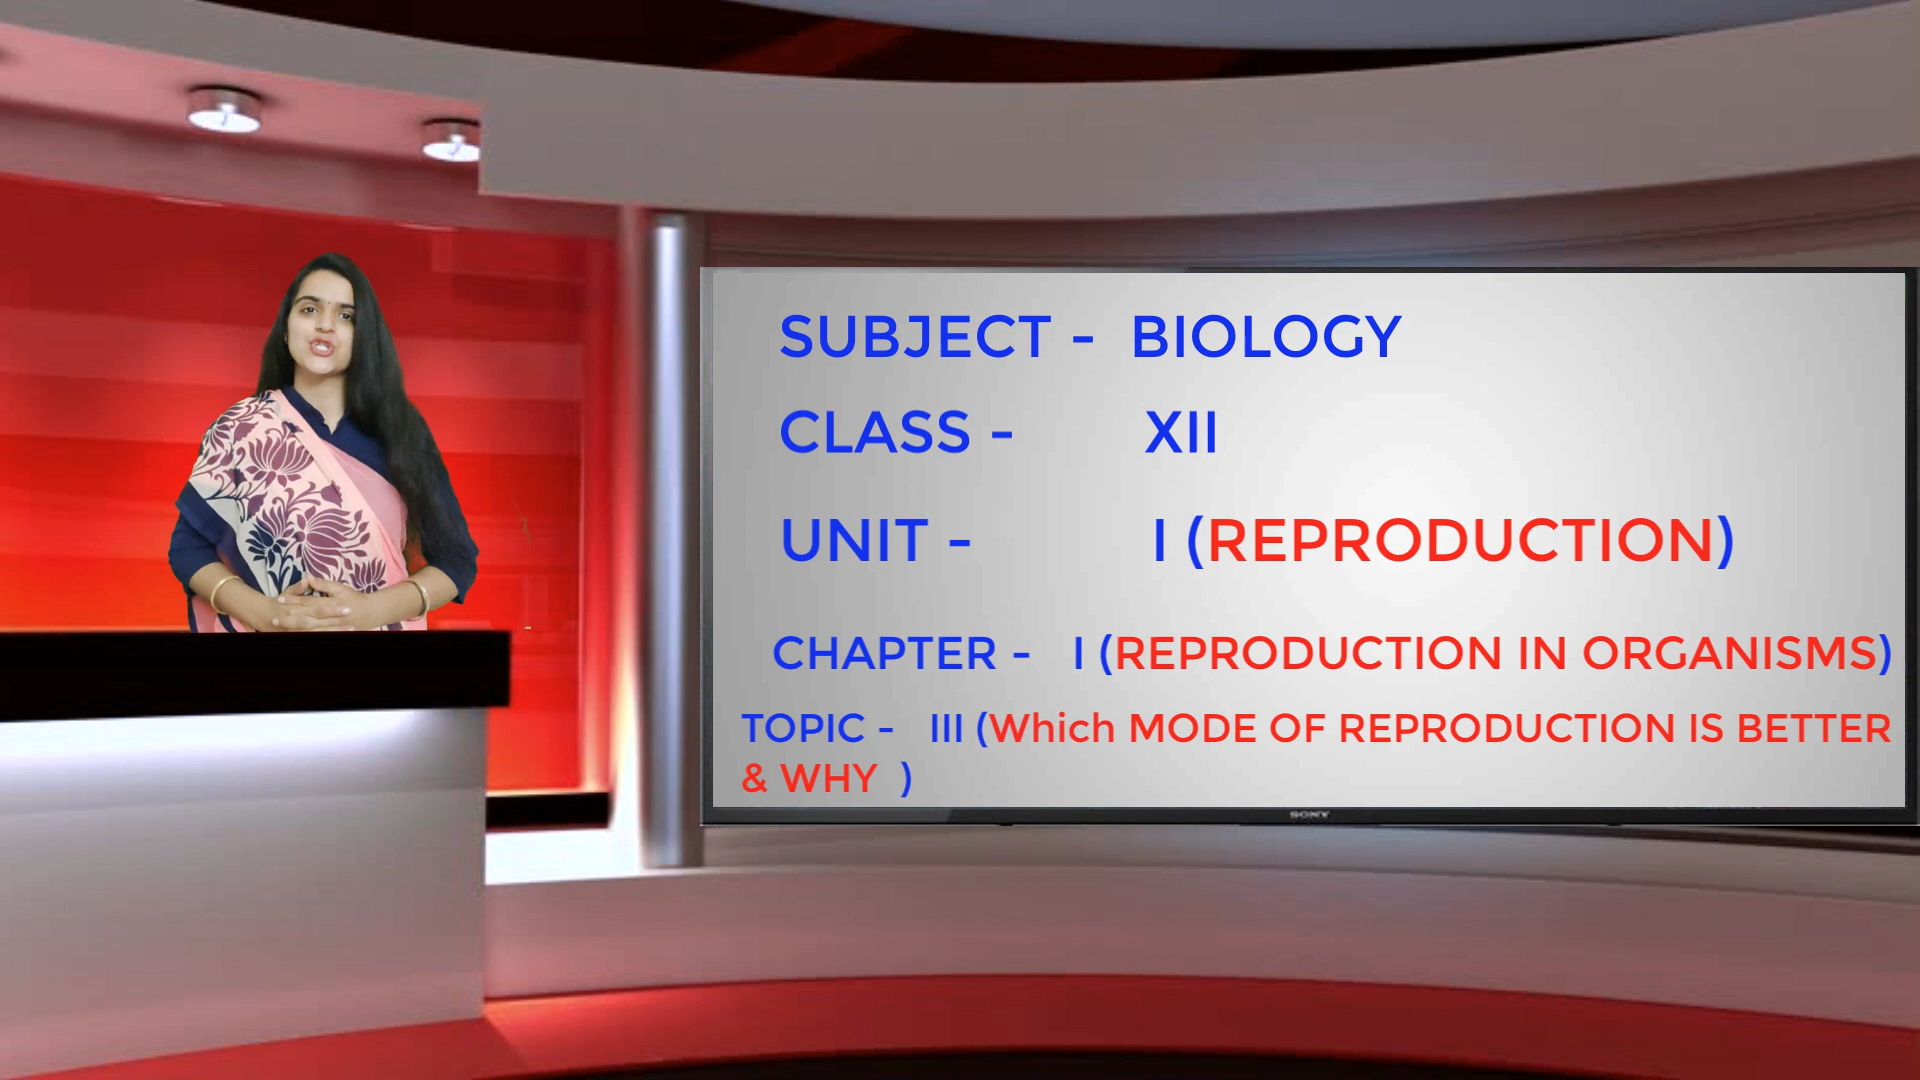 SUBJECT - BIOLOGY
CLASS - XII
UNIT - I (REPRODUCTION)
CHAPTER - I (REPRODUCTION IN ORGANISMS)
TOPIC - III (Which MODE OF REPRODUCTION IS BETTER
& WHY )
SONY